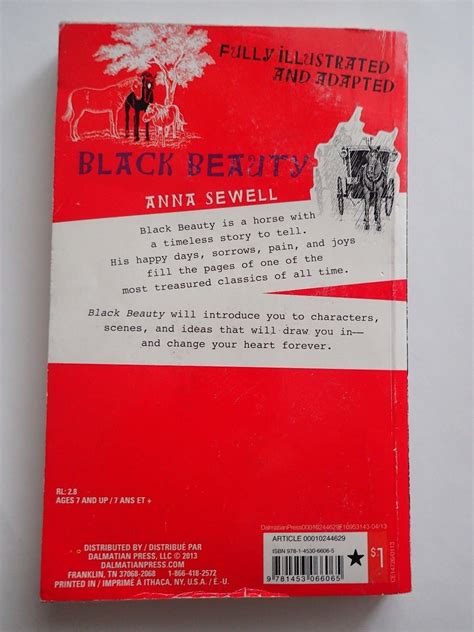 FULLY ILLUSTRATED
AND ADAPTED
BLACK BEAUTY
ANNA SEWELL
Black Beauty is a horse with
a timeless story to tell.
His happy days, sorrows, pain, and joys
fill the pages of one of the
most treasured classics of all time.
Black Beauty will introduce you to characters,
scenes, and ideas that will draw you in—
and change your heart forever.
RL: 2.8
AGES 7 AND UP / 7 ANS ET +
DISTRIBUTED BY / DISTRIBUÉ PAR
DALMATIAN PRESS, LLC © 2013
DALMATIANPRESS.COM
FRANKLIN, TN 37068-2068 1-866-418-2572
PRINTED IN / IMPRIMÉ A ITHACA, NY, U.S.A. / É.-U.
DalmatianPress00010244629F16953143-04/13
ARTICLE 00010244629
ISBN 978-1-4530-6606-5
9 781453 066065
$1